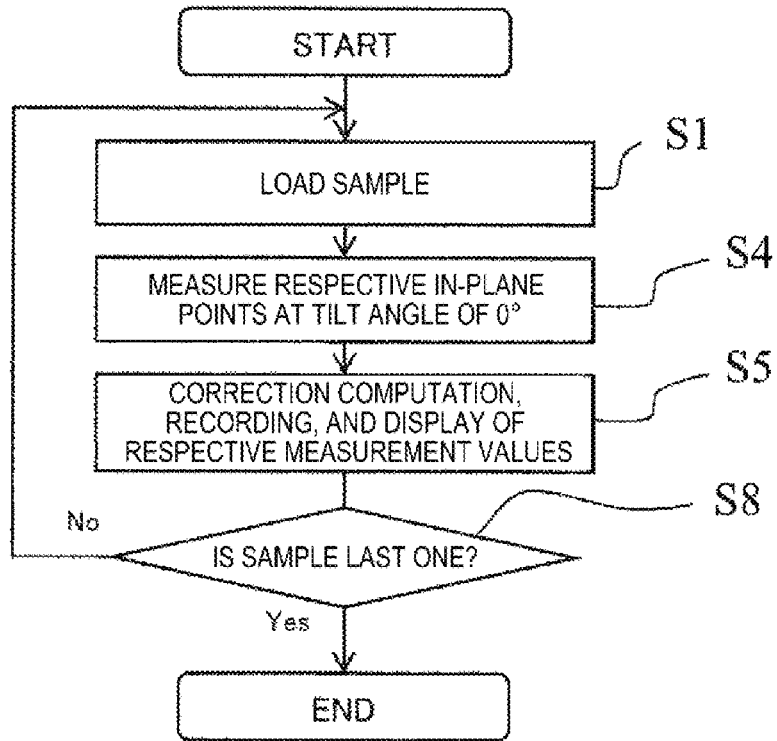 START
S1
LOAD SAMPLE
S4
MEASURE RESPECTIVE IN-PLANE
POINTS AT TILT ANGLE OF 0°
S5
CORRECTION COMPUTATION,
RECORDING, AND DISPLAY OF
RESPECTIVE MEASUREMENT VALUES
S8
No
IS SAMPLE LAST ONE?
Yes
END